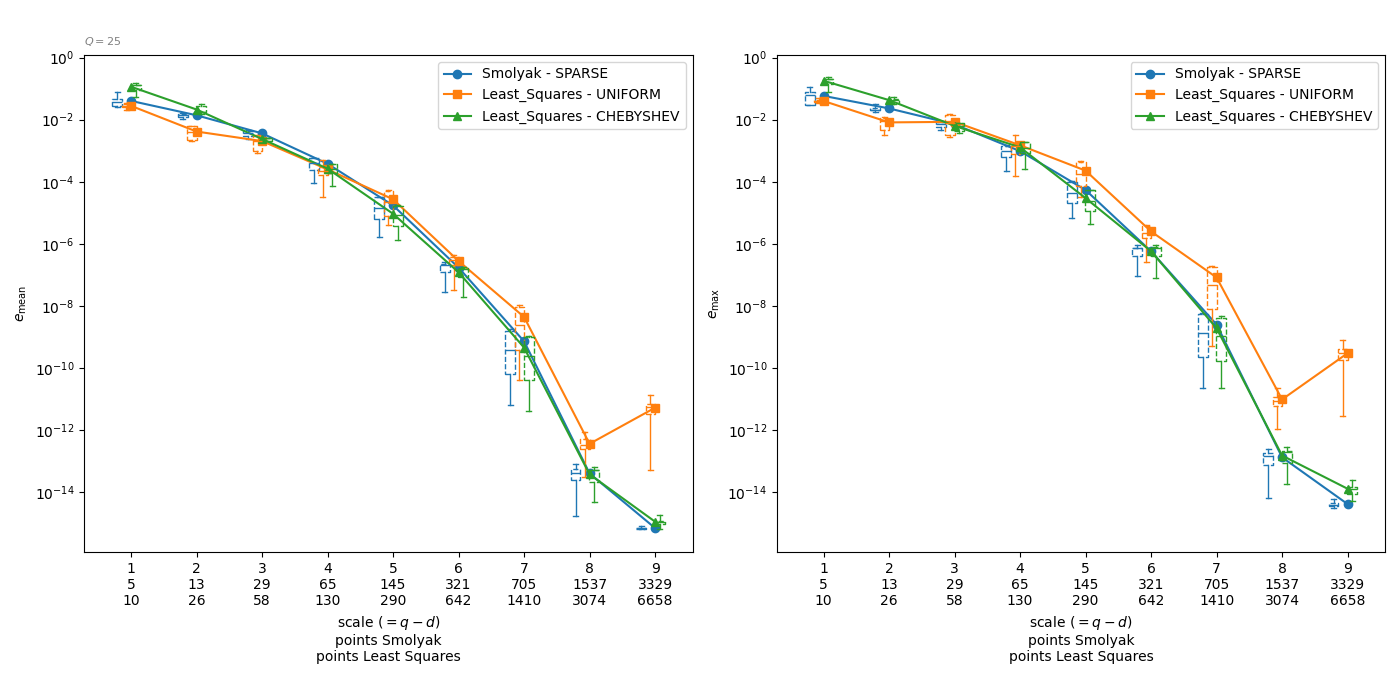 Q = 25
10^0
10^-2
10^-4
10^-6
10^-8
10^-10
10^-12
10^-14
e_mean
Smolyak - SPARSE
Least_Squares - UNIFORM
Least_Squares - CHEBYSHEV
1 2 3 4 5 6 7 8 9
5 13 29 65 145 321 705 1537 3329
10 26 58 130 290 642 1410 3074 6658
scale (= q − d)
points Smolyak
points Least Squares
10^0
10^-2
10^-4
10^-6
10^-8
10^-10
10^-12
10^-14
e_max
Smolyak - SPARSE
Least_Squares - UNIFORM
Least_Squares - CHEBYSHEV
1 2 3 4 5 6 7 8 9
5 13 29 65 145 321 705 1537 3329
10 26 58 130 290 642 1410 3074 6658
scale (= q − d)
points Smolyak
points Least Squares